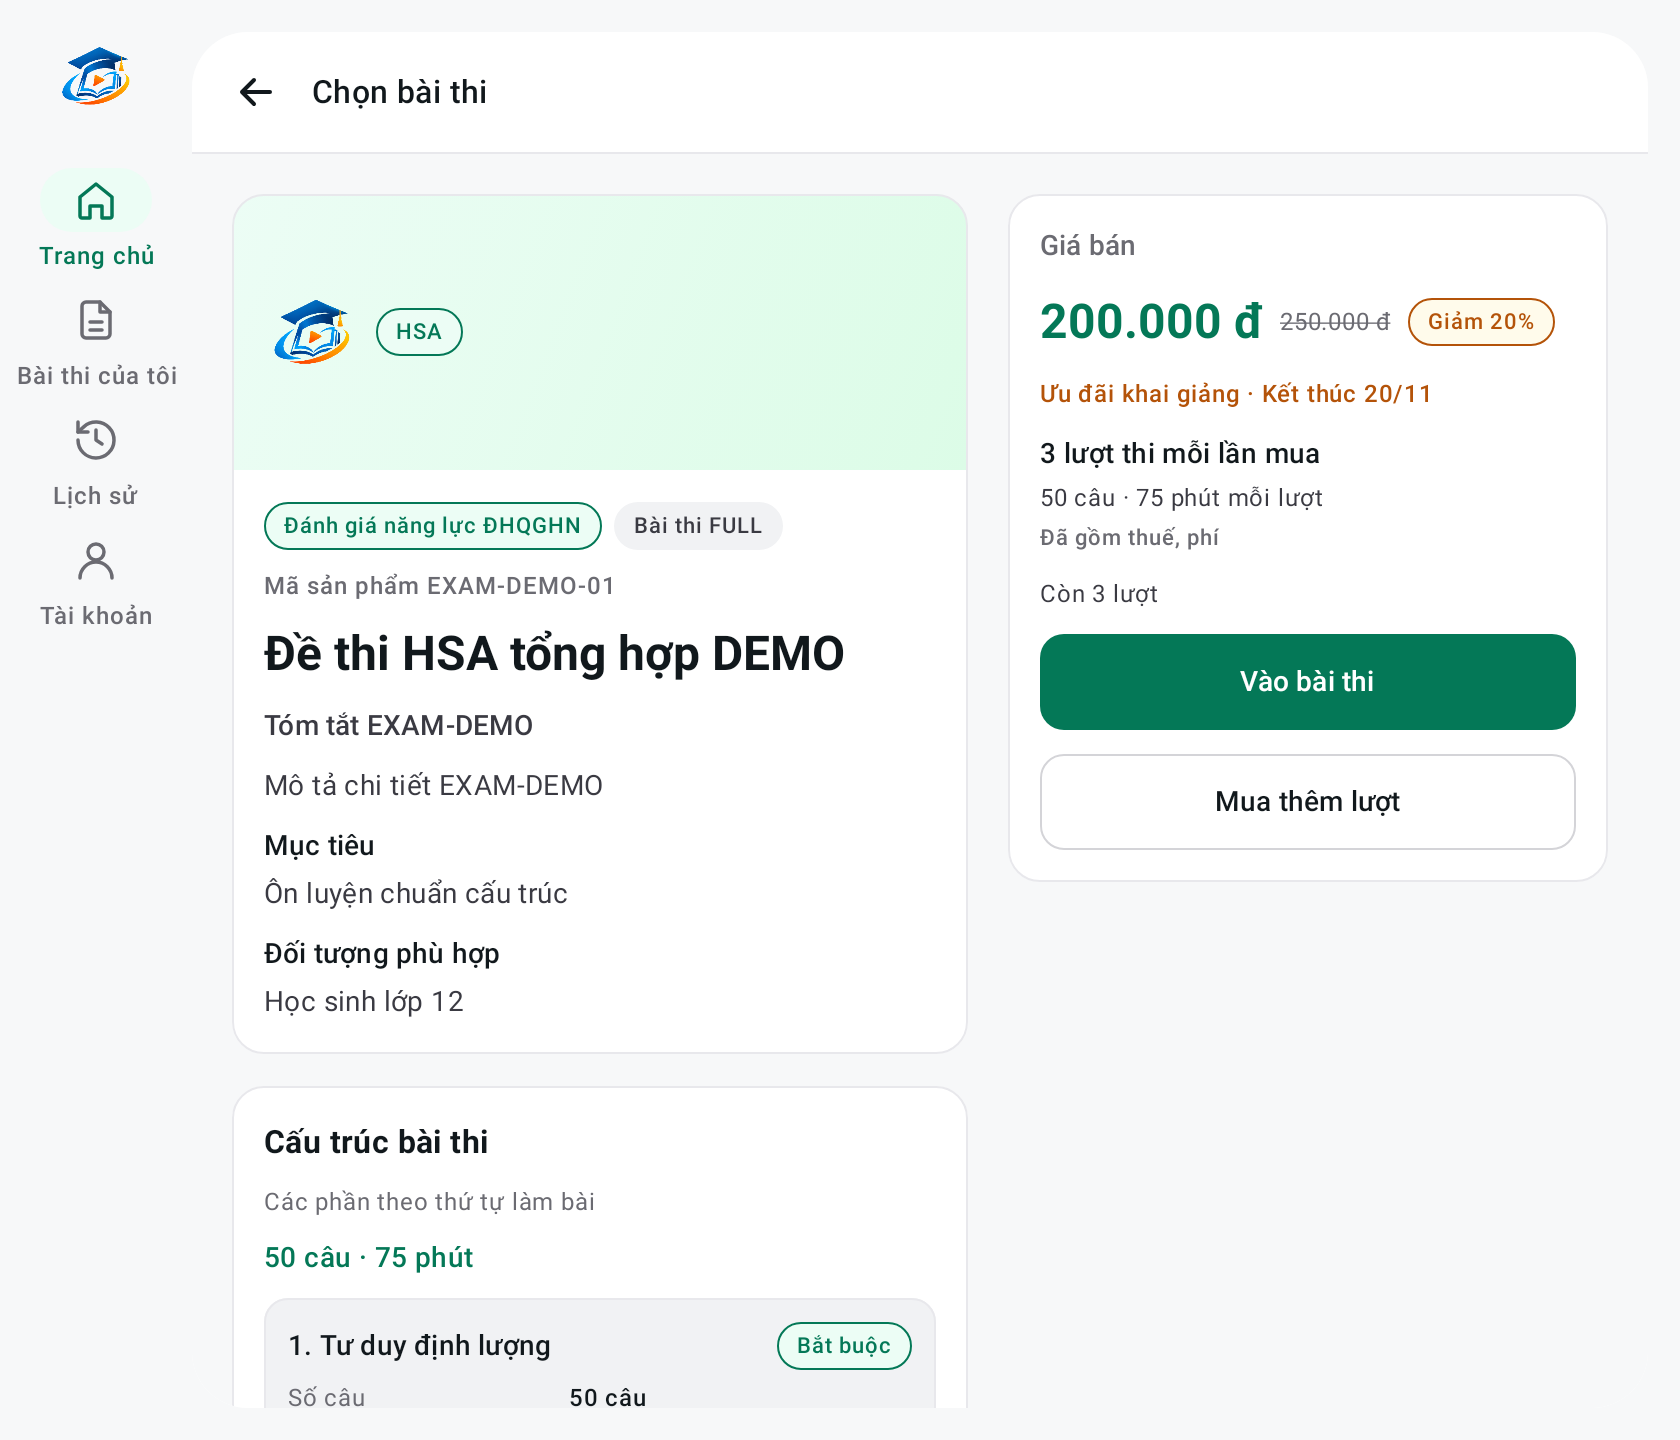 Chọn bài thi
Trang chủ
Bài thi của tôi
Lịch sử
Tài khoản
HSA
Đánh giá năng lực ĐHQGHN
Bài thi FULL
Mã sản phẩm EXAM-DEMO-01
Đề thi HSA tổng hợp DEMO
Tóm tắt EXAM-DEMO
Mô tả chi tiết EXAM-DEMO
Mục tiêu
Ôn luyện chuẩn cấu trúc
Đối tượng phù hợp
Học sinh lớp 12
Cấu trúc bài thi
Các phần theo thứ tự làm bài
50 câu · 75 phút
1. Tư duy định lượng
Bắt buộc
Số câu
50 câu
Giá bán
200.000 đ
250.000 đ
Giảm 20%
Ưu đãi khai giảng · Kết thúc 20/11
3 lượt thi mỗi lần mua
50 câu · 75 phút mỗi lượt
Đã gồm thuế, phí
Còn 3 lượt
Vào bài thi
Mua thêm lượt